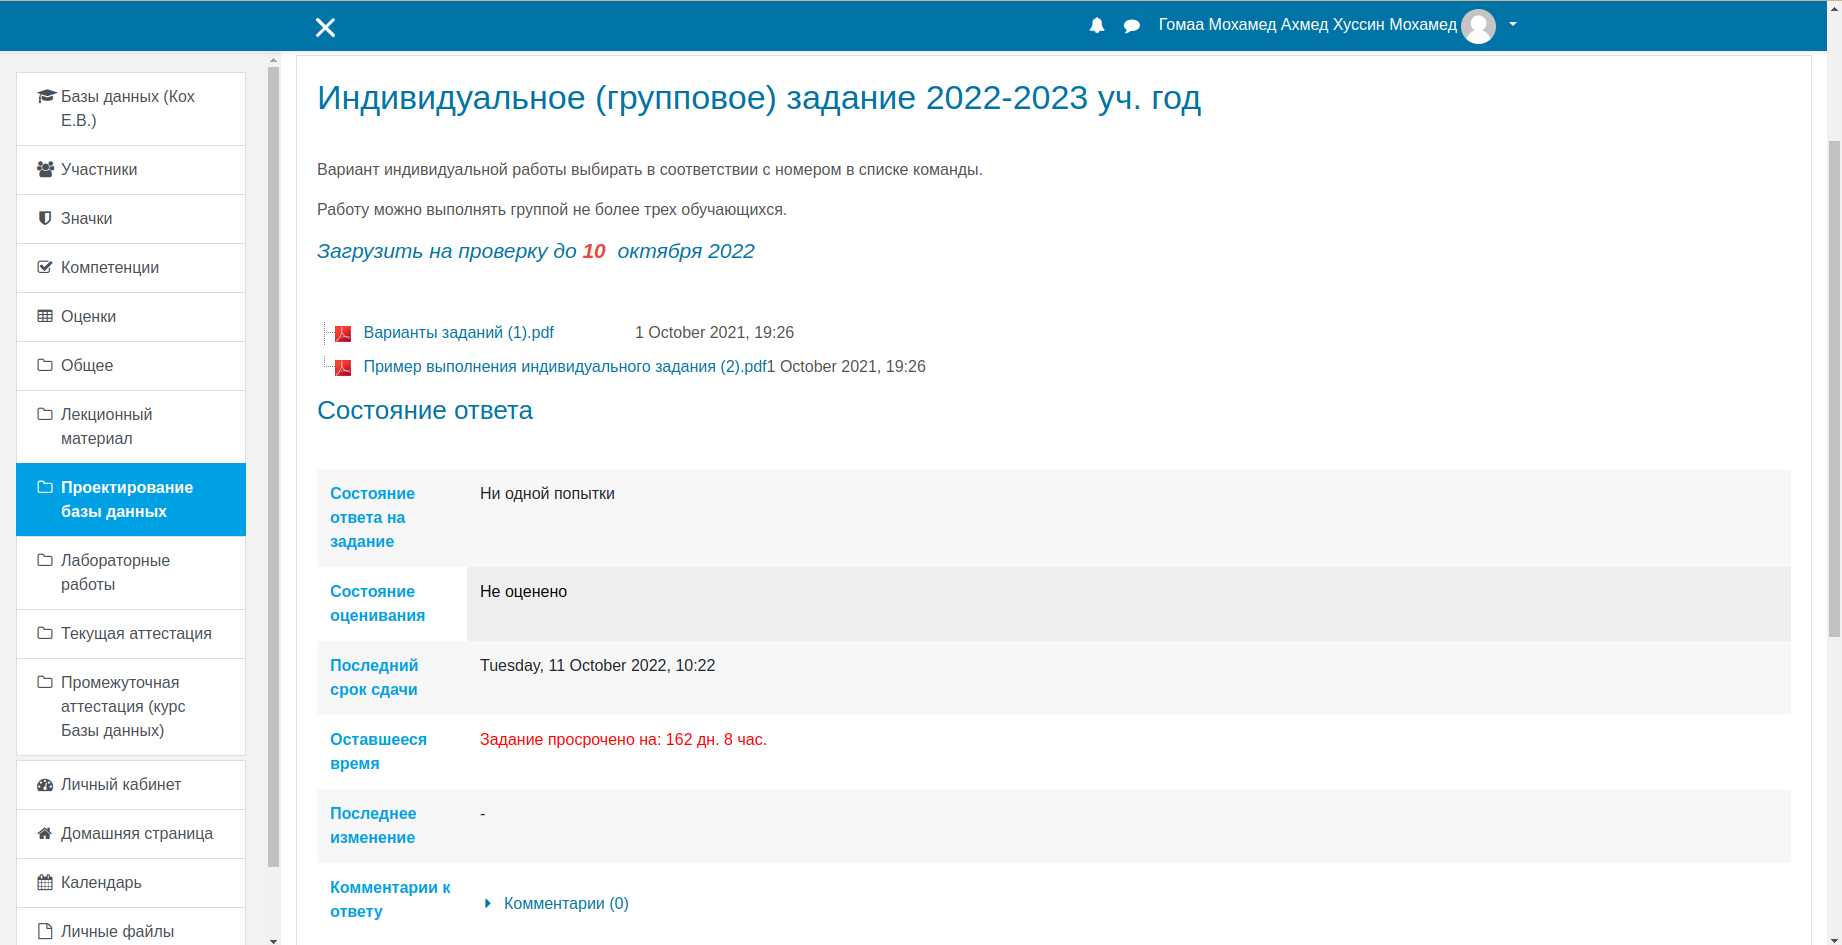 Гомаа Мохамед Ахмед Хуссин Мохамед
Базы данных (Кох
Е.В.)
Участники
Значки
Компетенции
Оценки
Общее
Лекционный
материал
Проектирование
базы данных
Лабораторные
работы
Текущая аттестация
Промежуточная
аттестация (курс
Базы данных)
Личный кабинет
Домашняя страница
Календарь
Личные файлы
Индивидуальное (групповое) задание 2022-2023 уч. год
Вариант индивидуальной работы выбирать в соответствии с номером в списке команды.
Работу можно выполнять группой не более трех обучающихся.
Загрузить на проверку до 10 октября 2022
Варианты заданий (1).pdf 1 October 2021, 19:26
Пример выполнения индивидуального задания (2).pdf1 October 2021, 19:26
Состояние ответа
Состояние
ответа на
задание
Ни одной попытки
Состояние
оценивания
Не оценено
Последний
срок сдачи
Tuesday, 11 October 2022, 10:22
Оставшееся
время
Задание просрочено на: 162 дн. 8 час.
Последнее
изменение
-
Комментарии к
ответу
Комментарии (0)